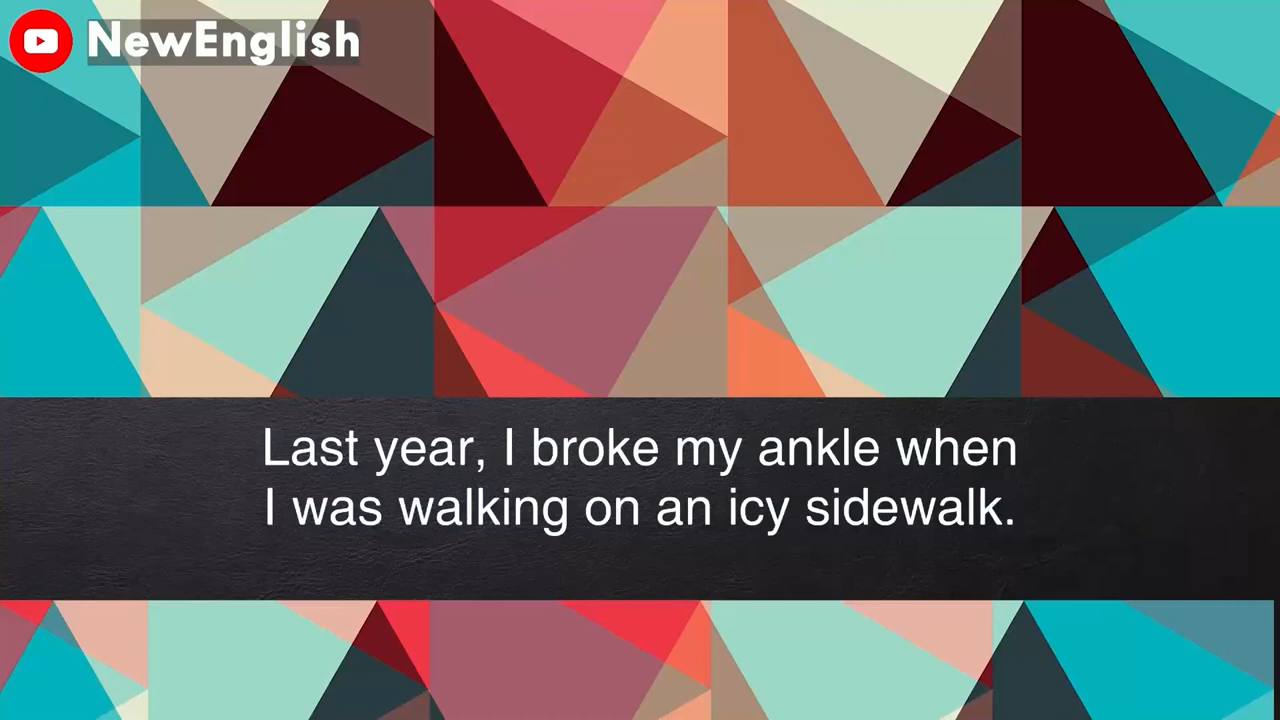 NewEnglish
Last year, I broke my ankle when
I was walking on an icy sidewalk.